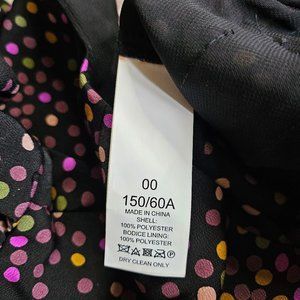 00
150/60A
MADE IN CHINA
SHELL:
100% POLYESTER
BODICE LINING:
100% POLYESTER
DRY CLEAN ONLY